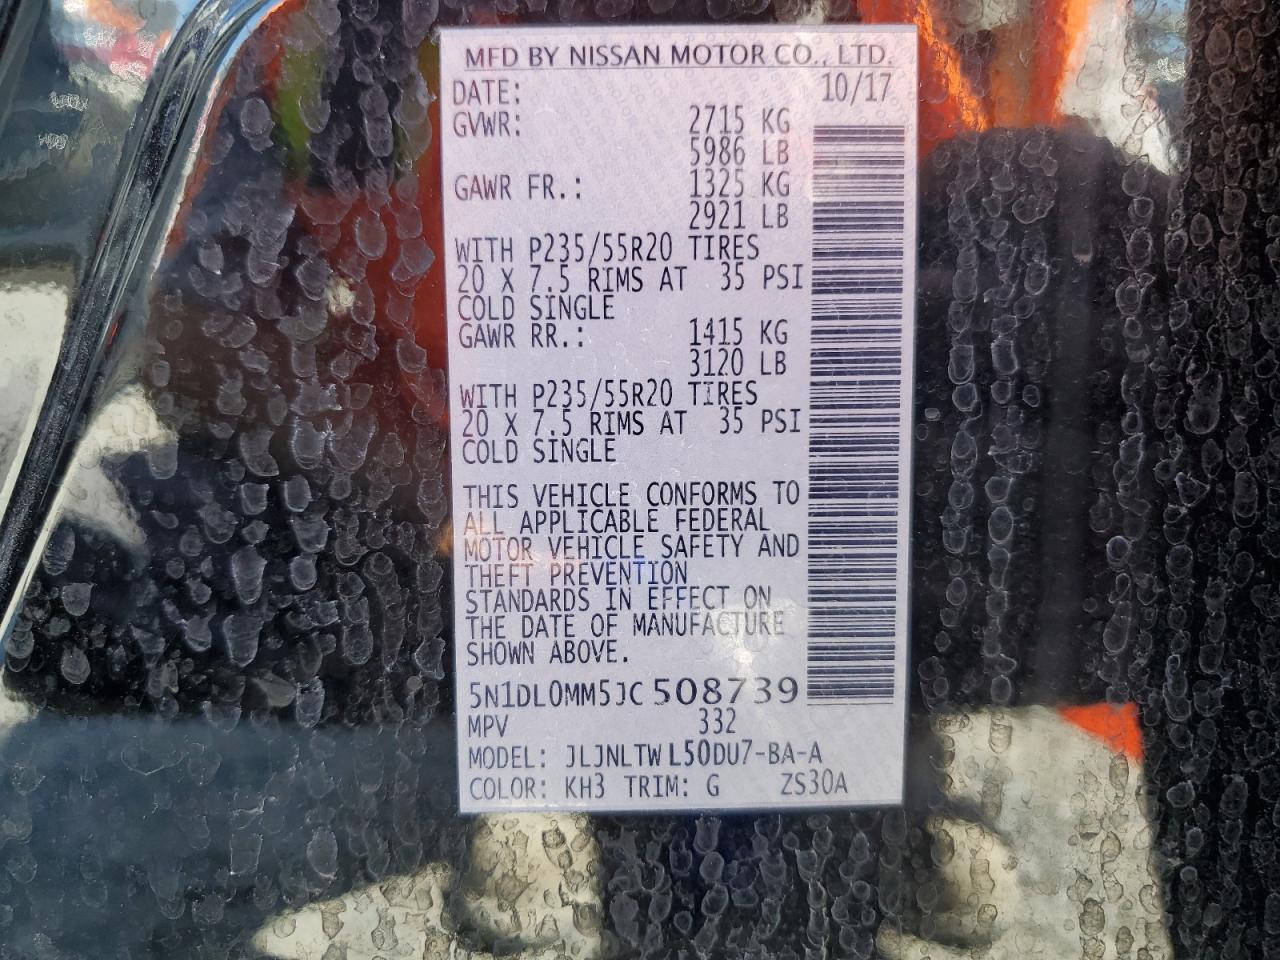 MFD BY NISSAN MOTOR CO., LTD.
DATE: 10/17
GVWR: 2715 KG
5986 LB
GAWR FR.: 1325 KG
2921 LB
WITH P235/55R20 TIRES
20 X 7.5 RIMS AT 35 PSI
COLD SINGLE
GAWR RR.: 1415 KG
3120 LB
WITH P235/55R20 TIRES
20 X 7.5 RIMS AT 35 PSI
COLD SINGLE
THIS VEHICLE CONFORMS TO
ALL APPLICABLE FEDERAL
MOTOR VEHICLE SAFETY AND
THEFT PREVENTION
STANDARDS IN EFFECT ON
THE DATE OF MANUFACTURE
SHOWN ABOVE.
5N1DL0MM5JC508739
MPV 332
MODEL: JLJNLTWL50DU7-BA-A
COLOR: KH3 TRIM: G ZS30A